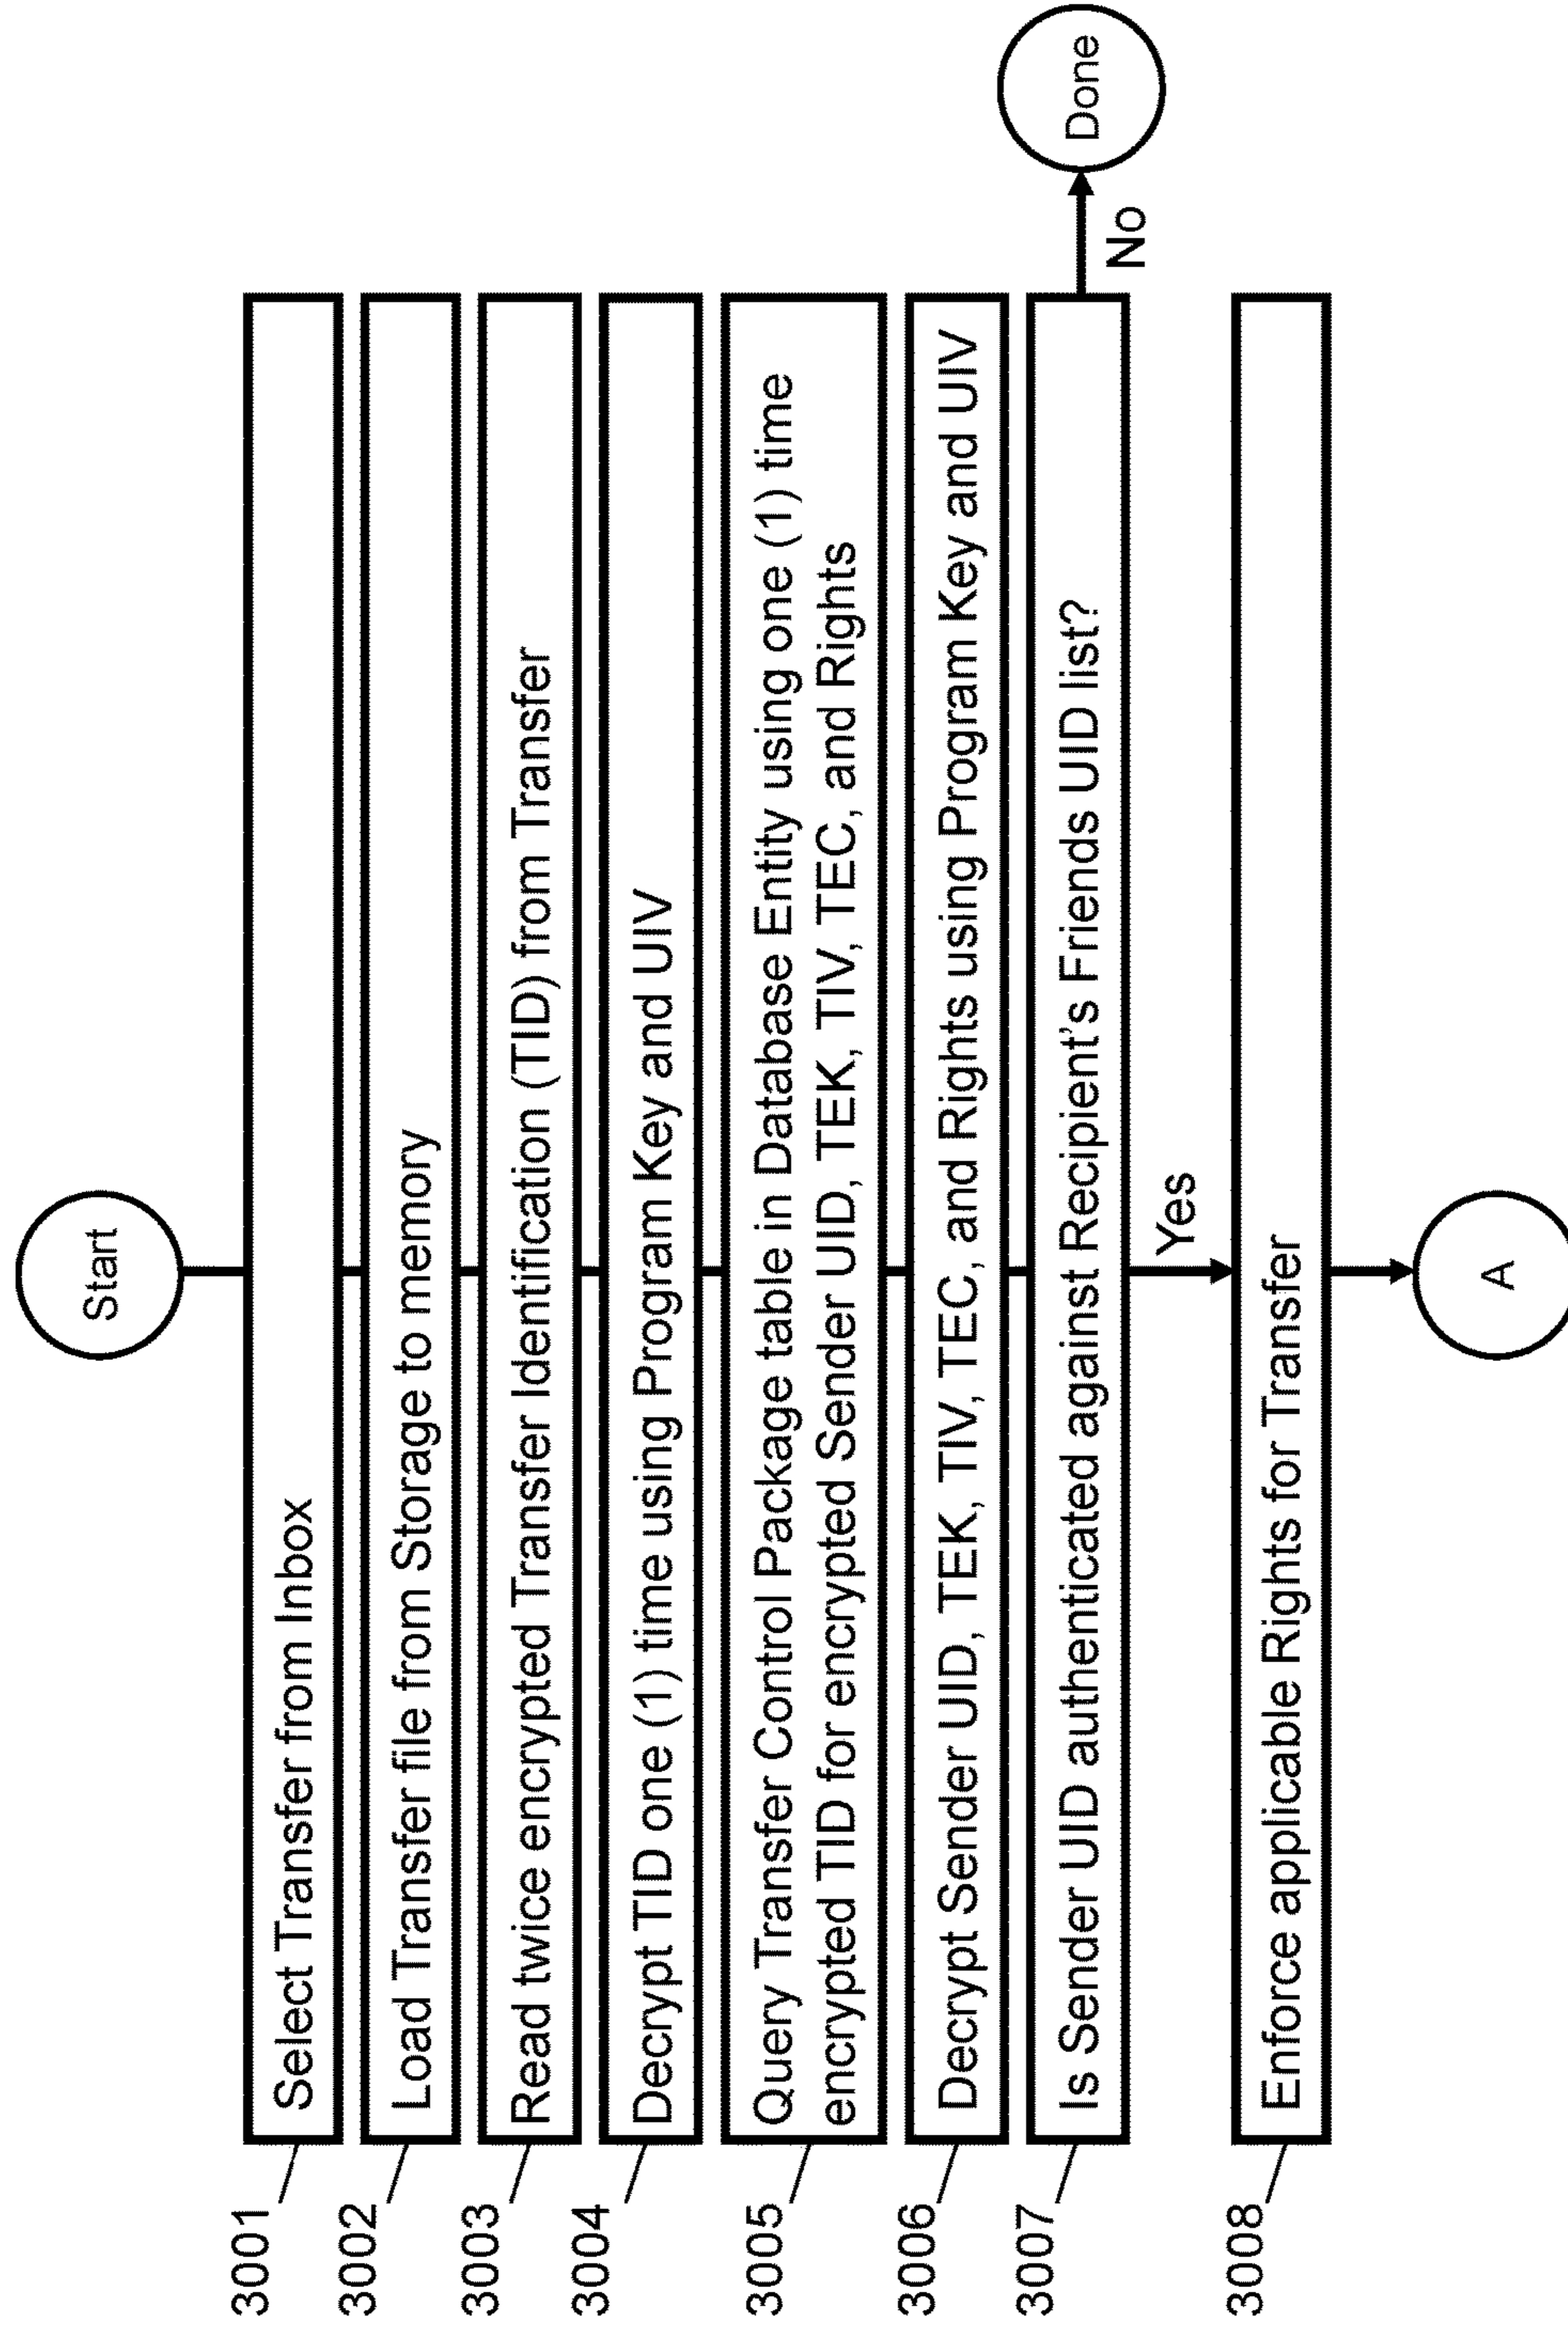 Start
3001
Select Transfer from Inbox
3002
Load Transfer file from Storage to memory
3003
Read twice encrypted Transfer Identification (TID) from Transfer
3004
Decrypt TID one (1) time using Program Key and UIV
3005
Query Transfer Control Package table in Database Entity using one (1) time
encrypted TID for encrypted Sender UID, TEK, TIV, TEC, and Rights
3006
Decrypt Sender UID, TEK, TIV, TEC, and Rights using Program Key and UIV
3007
Is Sender UID authenticated against Recipient's Friends UID list?
No
Done
Yes
3008
Enforce applicable Rights for Transfer
A